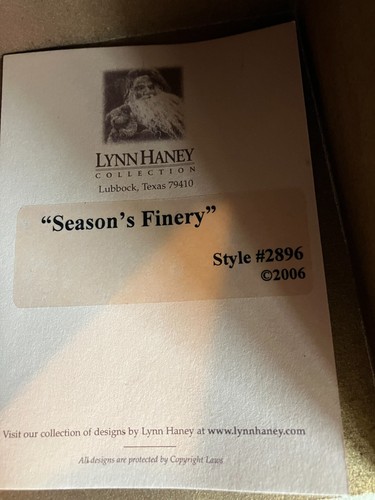 LYNN HANEY
COLLECTION
Lubbock, Texas 79410
“Season’s Finery”
Style #2896
©2006
Visit our collection of designs by Lynn Haney at www.lynnhaney.com
All designs are protected by Copyright Laws